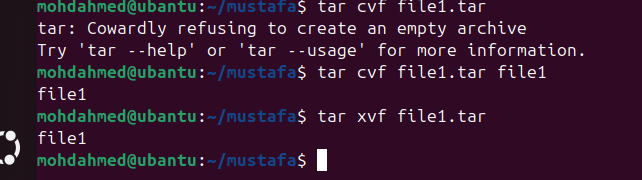 mohdahmed@ubantu:~/mustafa$ tar cvf file1.tar
tar: Cowardly refusing to create an empty archive
Try 'tar --help' or 'tar --usage' for more information.
mohdahmed@ubantu:~/mustafa$ tar cvf file1.tar file1
file1
mohdahmed@ubantu:~/mustafa$ tar xvf file1.tar
file1
mohdahmed@ubantu:~/mustafa$